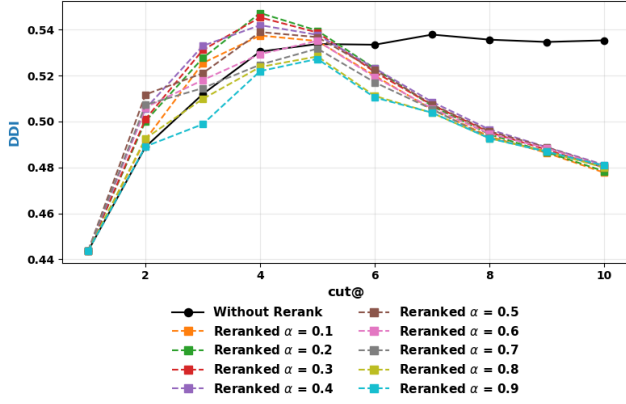 0.54
0.52
0.50
0.48
0.46
0.44
DDI
2 4 6 8 10
cut@
Without Rerank
Reranked α = 0.1
Reranked α = 0.2
Reranked α = 0.3
Reranked α = 0.4
Reranked α = 0.5
Reranked α = 0.6
Reranked α = 0.7
Reranked α = 0.8
Reranked α = 0.9